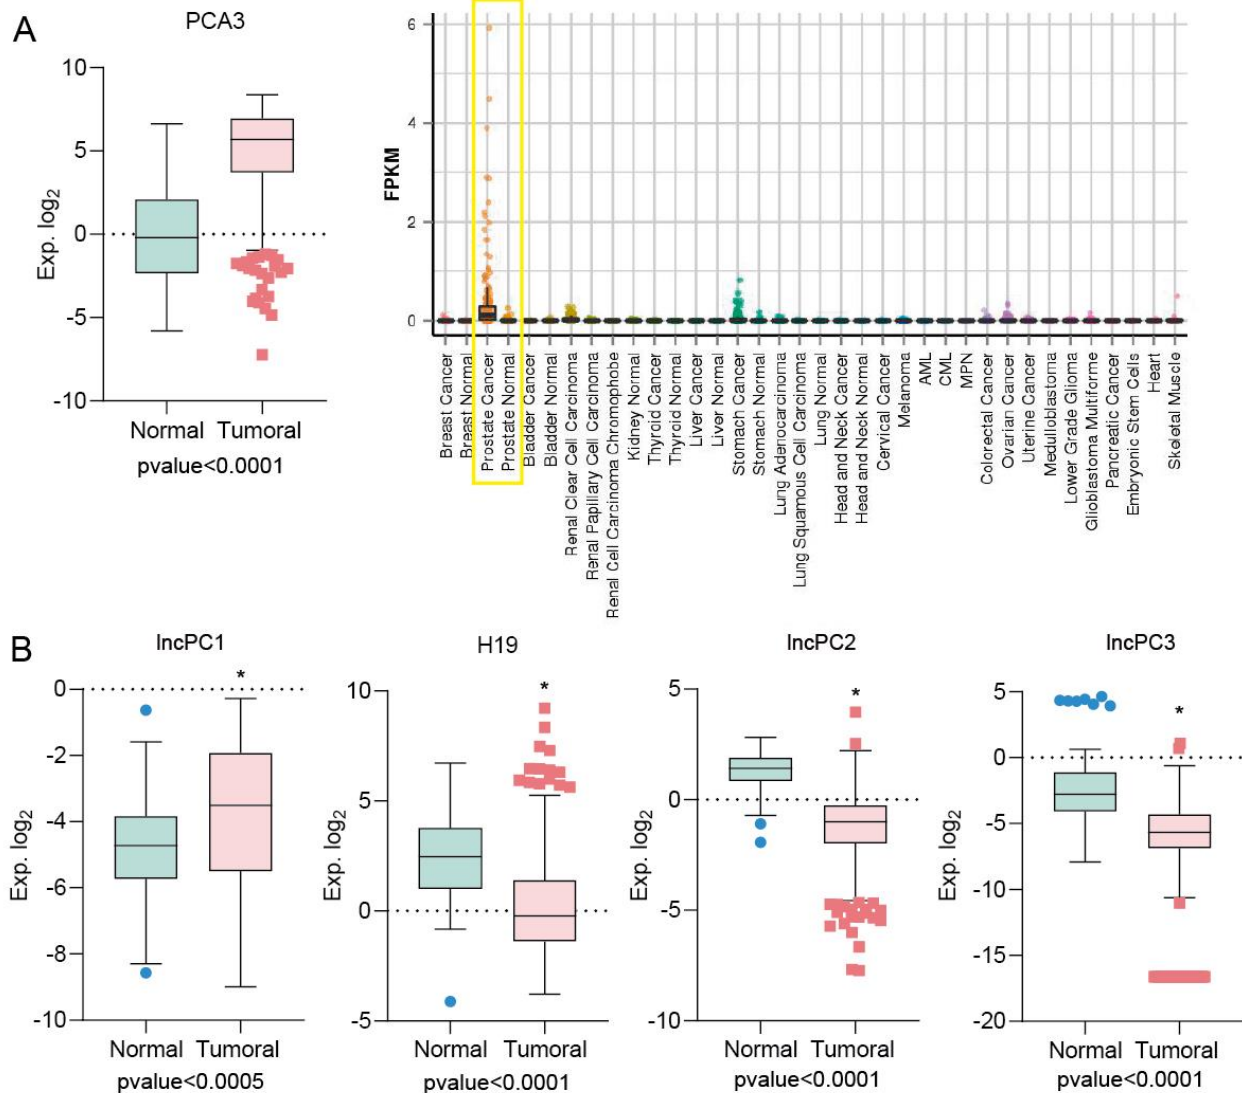 A
PCA3
10
5
0
-5
-10
Exp. log2
Normal Tumoral
pvalue<0.0001
6
4
2
0
FPKM
Breast Cancer
Breast Normal
Prostate Cancer
Prostate Normal
Bladder Cancer
Bladder Normal
Renal Clear Cell Carcinoma
Renal Papillary Cell Carcinoma
Renal Cell Carcinoma Chromophobe
Kidney Normal
Thyroid Cancer
Thyroid Normal
Liver Cancer
Liver Normal
Stomach Cancer
Stomach Normal
Lung Adenocarcinoma
Lung Squamous Cell Carcinoma
Lung Normal
Head and Neck Cancer
Head and Neck Normal
Cervical Cancer
Melanoma
AML
CML
MPN
Colorectal Cancer
Ovarian Cancer
Uterine Cancer
Medulloblastoma
Lower Grade Glioma
Glioblastoma Multiforme
Pancreatic Cancer
Embryonic Stem Cells
Heart
Skeletal Muscle
B
lncPC1
*
0
-2
-4
-6
-8
-10
Exp. log2
Normal Tumoral
pvalue<0.0005
H19
*
10
5
0
-5
Exp. log2
Normal Tumoral
pvalue<0.0001
lncPC2
*
5
0
-5
-10
Exp. log2
Normal Tumoral
pvalue<0.0001
lncPC3
*
5
0
-5
-10
-15
-20
Exp. log2
Normal Tumoral
pvalue<0.0001